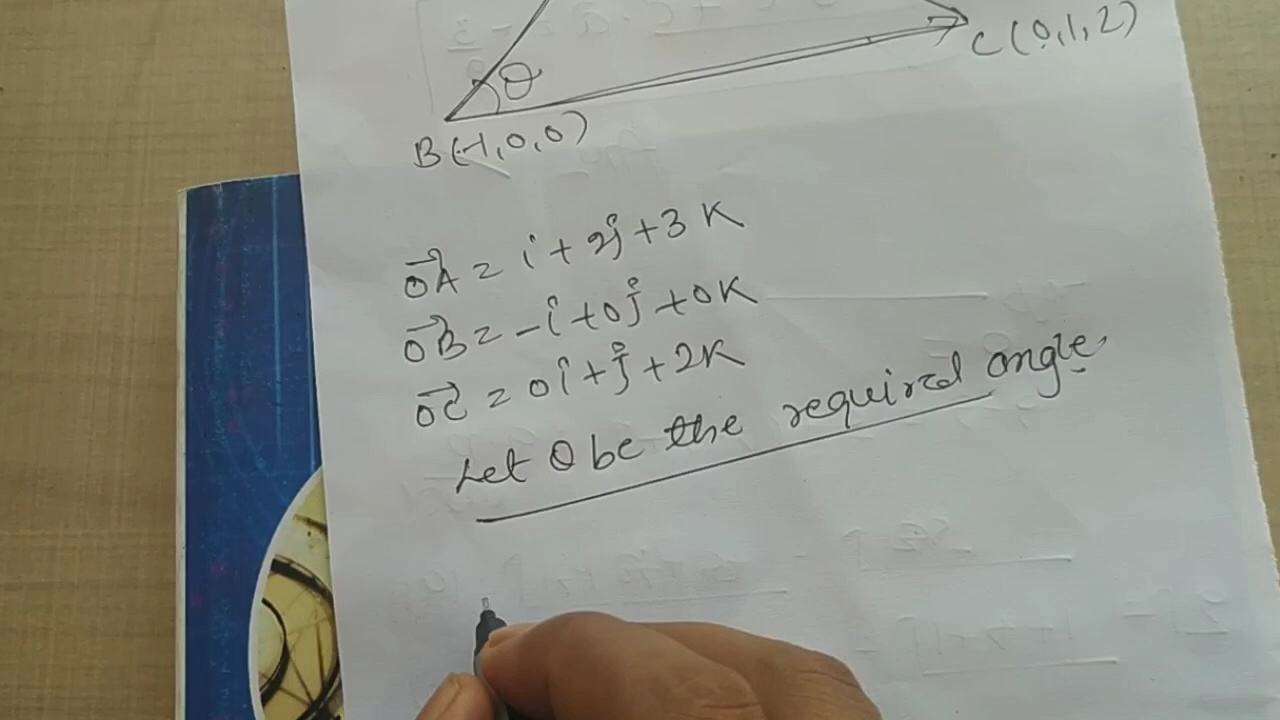 C(0,1,2)
θ
B(-1,0,0)
OA = i + 2j + 3K
OB = -i + 0j + 0K
OC = 0i + j + 2K
Let θ be the required angle.